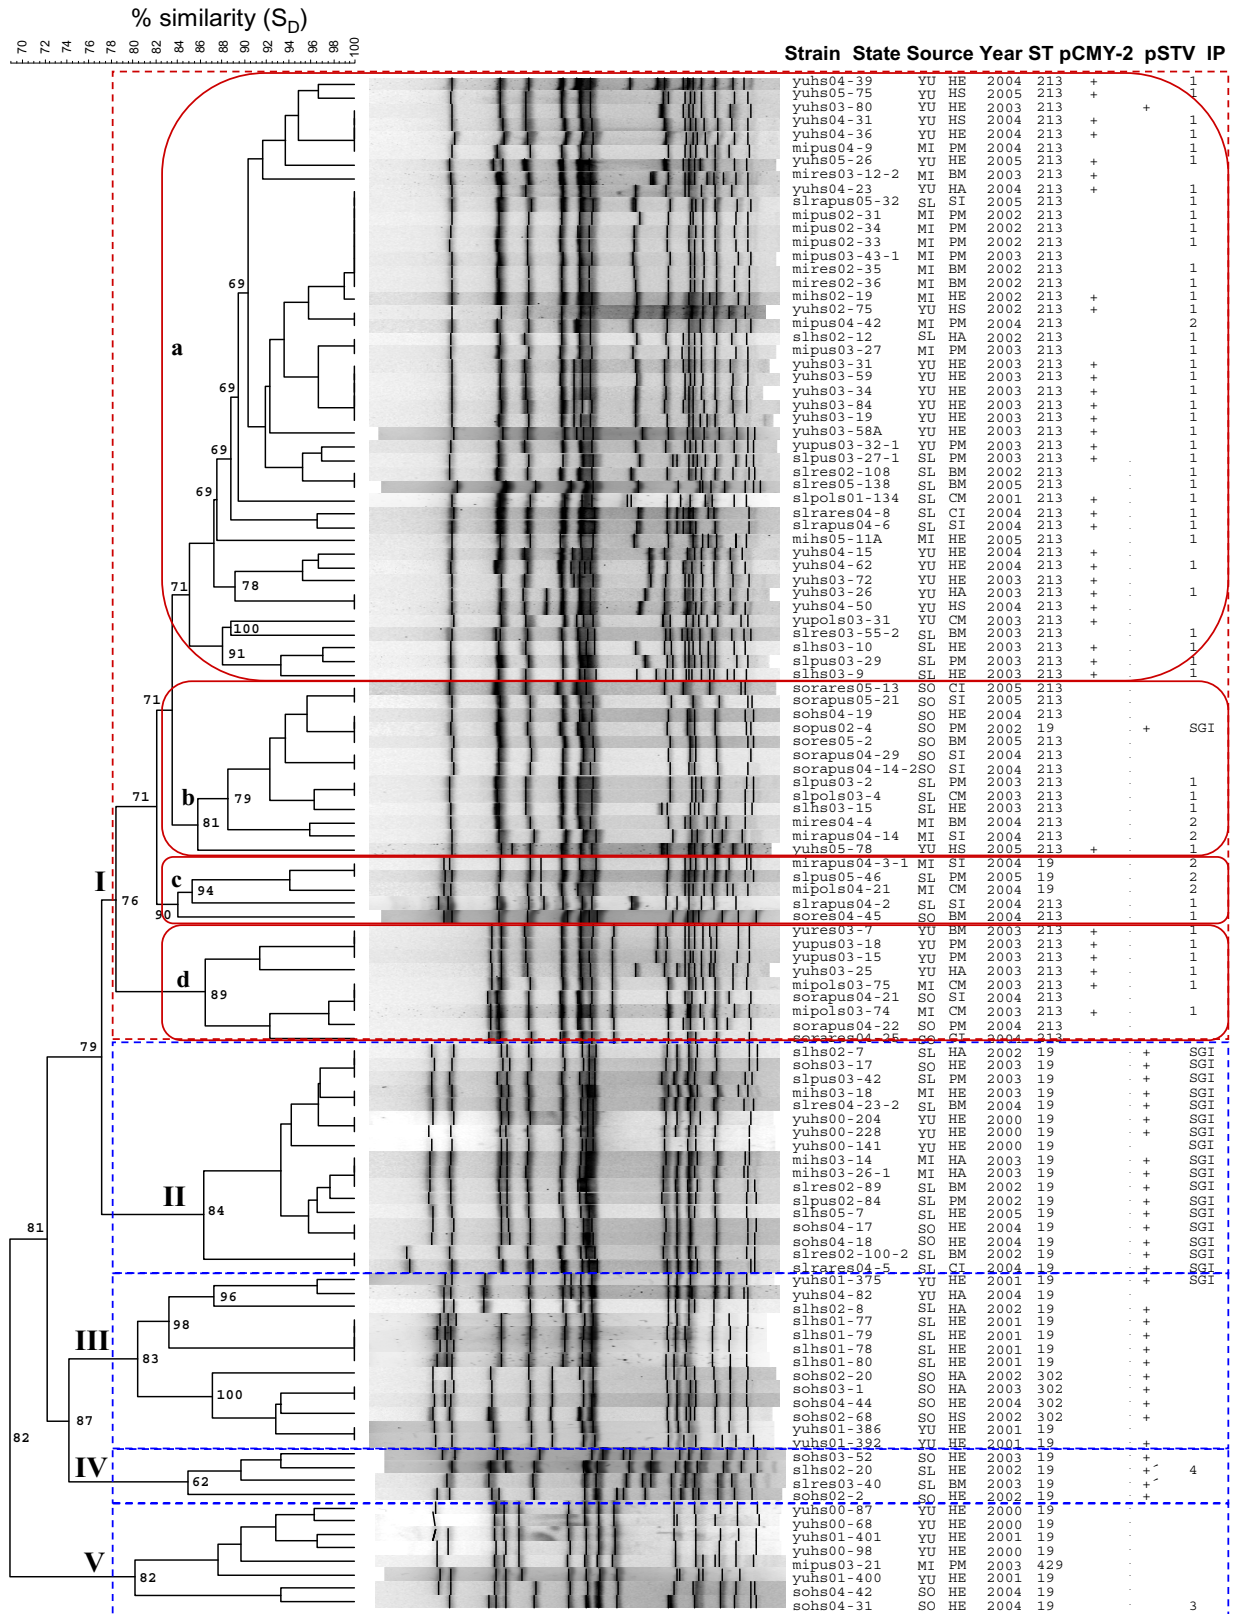 % similarity (SD)
70 72 74 76 78 80 82 84 86 88 90 92 94 96 98 100
Strain State Source Year ST pCMY-2 pSTV IP
yuhs04-39 YU HE 2004 213 + 1
yuhs05-75 YU HS 2005 213 + 1
yuhs03-80 YU HE 2003 213 +
yuhs04-31 YU HS 2004 213 + 1
yuhs04-36 YU HE 2004 213 + 1
mipus04-9 MI PM 2004 213 1
yuhs05-26 YU HE 2005 213 + 1
mires03-12-2 MI BM 2003 213 +
yuhs04-23 YU HA 2004 213 + 1
slrapus05-32 SL SI 2005 213 1
mipus02-31 MI PM 2002 213 1
mipus02-34 MI PM 2002 213 1
mipus02-33 MI PM 2002 213 1
mipus03-43-1 MI PM 2003 213
mires02-35 MI BM 2002 213 1
mires02-36 MI BM 2002 213 1
mihs02-19 MI HE 2002 213 + 1
yuhs02-75 YU HS 2002 213 + 1
mipus04-42 MI PM 2004 213 2
slhs02-12 SL HA 2002 213 1
mipus03-27 MI PM 2003 213 1
yuhs03-31 YU HE 2003 213 + 1
yuhs03-59 YU HE 2003 213 + 1
yuhs03-34 YU HE 2003 213 + 1
yuhs03-84 YU HE 2003 213 + 1
yuhs03-19 YU HE 2003 213 + 1
yuhs03-58A YU HE 2003 213 + 1
yupus03-32-1 YU PM 2003 213 + 1
slpus03-27-1 SL PM 2003 213 + 1
slres02-108 SL BM 2002 213 1
slres05-138 SL BM 2005 213 1
slpols01-134 SL CM 2001 213 + 1
slrares04-8 SL CI 2004 213 + 1
slrapus04-6 SL SI 2004 213 + 1
mihs05-11A MI HE 2005 213 1
yuhs04-15 YU HE 2004 213 +
yuhs04-62 YU HE 2004 213 + 1
yuhs03-72 YU HE 2003 213 +
yuhs03-26 YU HA 2003 213 + 1
yuhs04-50 YU HS 2004 213 +
yupols03-31 YU CM 2003 213 +
slres03-55-2 SL BM 2003 213 + 1
slhs03-10 SL HE 2003 213 + 1
slpus03-29 SL PM 2003 213 + 1
slhs03-9 SL HE 2003 213 + 1
sorares05-13 SO CI 2005 213
sorapus05-21 SO SI 2005 213
sohs04-19 SO HE 2004 213
sopus02-4 SO PM 2002 19 + SGI
sores05-2 SO BM 2005 213
sorapus04-29 SO SI 2004 213
sorapus04-14-2 SO SI 2004 213
slpus03-2 SL PM 2003 213 1
slpols03-4 SL CM 2003 213 1
slhs03-15 SL HE 2003 213 1
mires04-4 MI BM 2004 213 2
mirapus04-14 MI SI 2004 213 2
yuhs05-78 YU HS 2005 213 + 1
mirapus04-3-1 MI SI 2004 19 2
slpus05-46 SL PM 2005 19 2
mipols04-21 MI CM 2004 19 2
slrapus04-2 SL SI 2004 213 1
sores04-45 SO BM 2004 213 1
yures03-7 YU BM 2003 213 + 1
yupus03-18 YU PM 2003 213 + 1
yupus03-15 YU PM 2003 213 + 1
yuhs03-25 YU HA 2003 213 + 1
mipols03-75 MI CM 2003 213 + 1
sorapus04-21 SO SI 2004 213
mipols03-74 MI CM 2003 213 + 1
sorapus04-22 SO PM 2004 213
sorares04-25 SO CI 2004 213
slhs02-7 SL HA 2002 19 + SGI
sohs03-17 SO HE 2003 19 + SGI
slpus03-42 SL PM 2003 19 + SGI
mihs03-18 MI HE 2003 19 + SGI
slres04-23-2 SL BM 2004 19 + SGI
yuhs00-204 YU HE 2000 19 + SGI
yuhs00-228 YU HE 2000 19 + SGI
yuhs00-141 YU HE 2000 19 SGI
mihs03-14 MI HA 2003 19 + SGI
mihs03-26-1 MI HA 2003 19 + SGI
slres02-89 SL BM 2002 19 + SGI
slpus02-84 SL PM 2002 19 + SGI
slhs05-7 SL HE 2005 19 + SGI
sohs04-17 SO HE 2004 19 + SGI
sohs04-18 SO HE 2004 19 + SGI
slres02-100-2 SL BM 2002 19 + SGI
slrares04-5 SL CI 2004 19 + SGI
yuhs01-375 YU HE 2001 19 + SGI
yuhs04-82 YU HA 2004 19
slhs02-8 SL HA 2002 19 +
slhs01-77 SL HE 2001 19 +
slhs01-79 SL HE 2001 19 +
slhs01-78 SL HE 2001 19 +
slhs01-80 SL HE 2001 19 +
sohs02-20 SO HA 2002 302 +
sohs03-1 SO HA 2003 302 +
sohs04-44 SO HE 2004 302 +
sohs02-68 SO HS 2002 302 +
yuhs01-386 YU HE 2001 19
yuhs01-392 YU HE 2001 19 +
sohs03-52 SO HE 2003 19 +
slhs02-20 SL HE 2002 19 + 4
slres03-40 SL BM 2003 19 +
sohs02-2 SO HE 2002 19 +
yuhs00-87 YU HE 2000 19
yuhs00-68 YU HE 2000 19
yuhs01-401 YU HE 2001 19
yuhs00-98 YU HE 2000 19
mipus03-21 MI PM 2003 429
yuhs01-400 YU HE 2001 19
sohs04-42 SO HE 2004 19
sohs04-31 SO HE 2004 19 3
69
a
69
69
69
78
71
100
91
71
71
b
79
81
I
c
94
76
90
d
89
79
II
84
81
96
98
III
83
100
87
82
IV
62
V
82